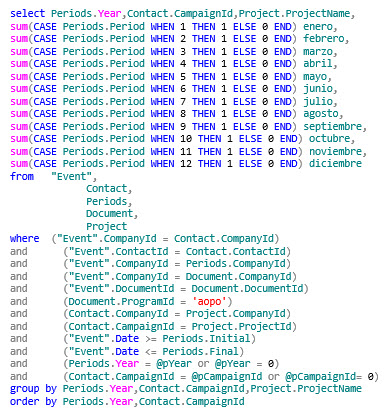 select Periods.Year,Contact.CampaignId,Project.ProjectName,
sum(CASE Periods.Period WHEN 1 THEN 1 ELSE 0 END) enero,
sum(CASE Periods.Period WHEN 2 THEN 1 ELSE 0 END) febrero,
sum(CASE Periods.Period WHEN 3 THEN 1 ELSE 0 END) marzo,
sum(CASE Periods.Period WHEN 4 THEN 1 ELSE 0 END) abril,
sum(CASE Periods.Period WHEN 5 THEN 1 ELSE 0 END) mayo,
sum(CASE Periods.Period WHEN 6 THEN 1 ELSE 0 END) junio,
sum(CASE Periods.Period WHEN 7 THEN 1 ELSE 0 END) julio,
sum(CASE Periods.Period WHEN 8 THEN 1 ELSE 0 END) agosto,
sum(CASE Periods.Period WHEN 9 THEN 1 ELSE 0 END) septiembre,
sum(CASE Periods.Period WHEN 10 THEN 1 ELSE 0 END) octubre,
sum(CASE Periods.Period WHEN 11 THEN 1 ELSE 0 END) noviembre,
sum(CASE Periods.Period WHEN 12 THEN 1 ELSE 0 END) diciembre
from "Event",
Contact,
Periods,
Document,
Project
where ("Event".CompanyId = Contact.CompanyId)
and ("Event".ContactId = Contact.ContactId)
and ("Event".CompanyId = Periods.CompanyId)
and ("Event".CompanyId = Document.CompanyId)
and ("Event".DocumentId = Document.DocumentId)
and (Document.ProgramId = 'aopo')
and (Contact.CompanyId = Project.CompanyId)
and (Contact.CampaignId = Project.ProjectId)
and ("Event".Date >= Periods.Initial)
and ("Event".Date <= Periods.Final)
and (Periods.Year = @pYear or @pYear = 0)
and (Contact.CampaignId = @pCampaignId or @pCampaignId= 0)
group by Periods.Year,Contact.CampaignId,Project.ProjectName
order by Periods.Year,Contact.CampaignId